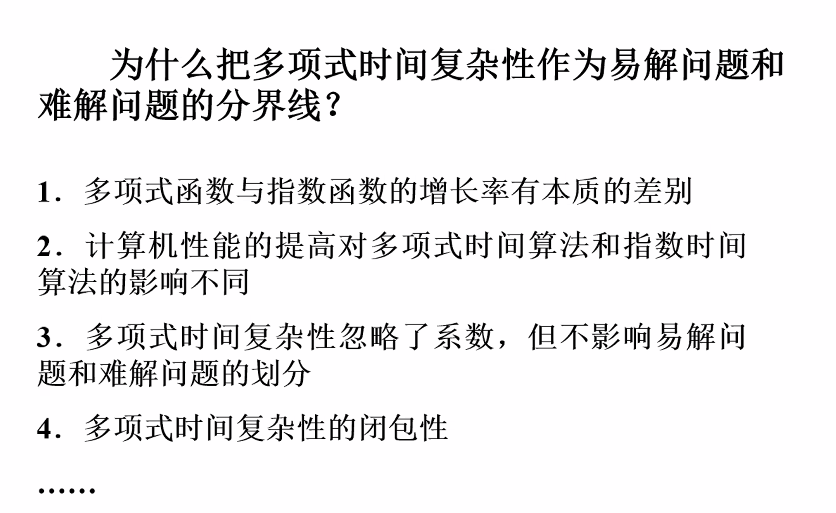 为什么把多项式时间复杂性作为易解问题和
难解问题的分界线?
1．多项式函数与指数函数的增长率有本质的差别
2．计算机性能的提高对多项式时间算法和指数时间
算法的影响不同
3．多项式时间复杂性忽略了系数，但不影响易解问
题和难解问题的划分
4．多项式时间复杂性的闭包性
……